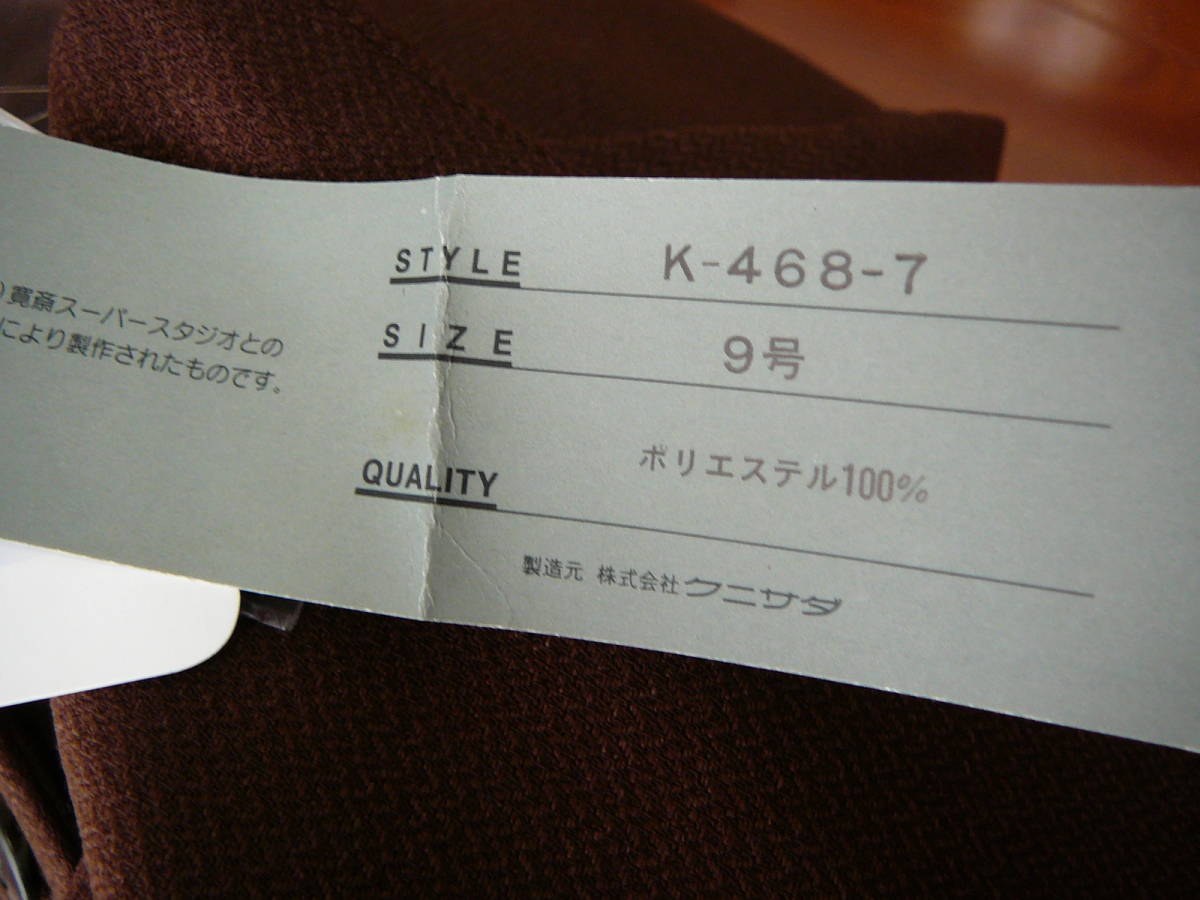 STYLE K-468-7
SIZE 9号
QUALITY ポリエステル100%
製造元 株式会社クニサダ
)寛斎スーパースタジオとの
により製作されたものです。